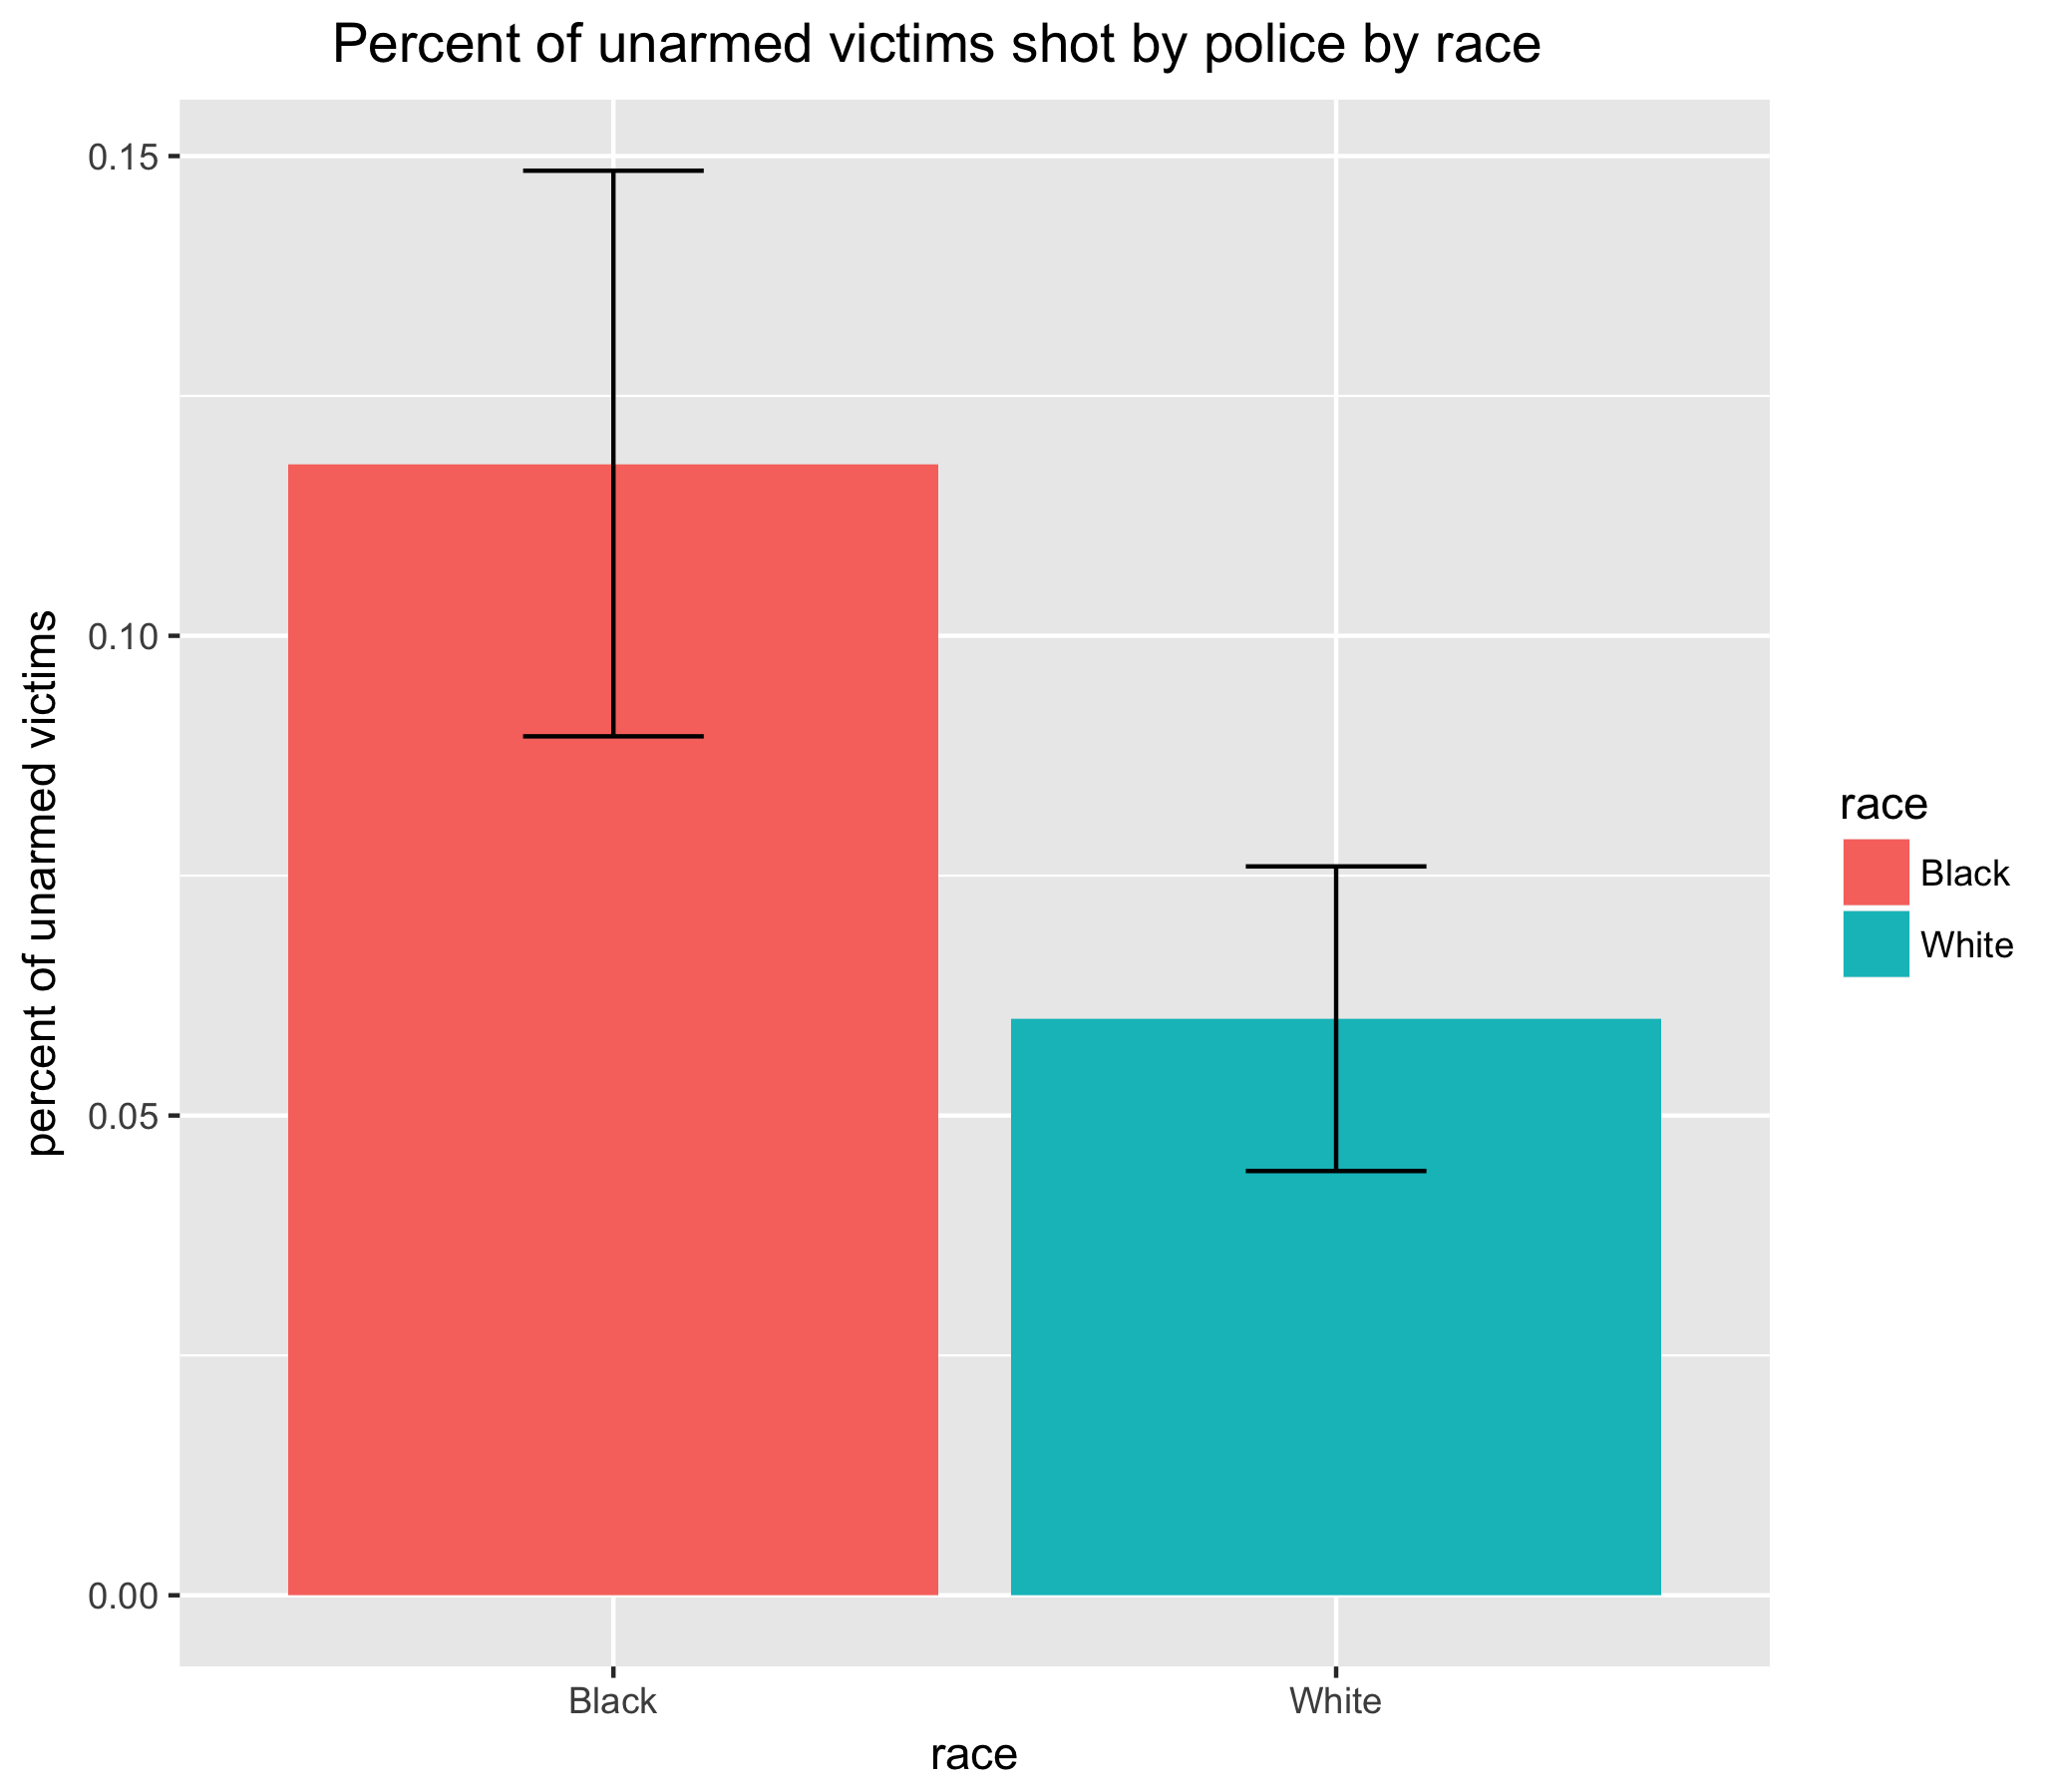 Percent of unarmed victims shot by police by race
percent of unarmed victims
0.15
0.10
0.05
0.00
Black
White
race
race
Black
White